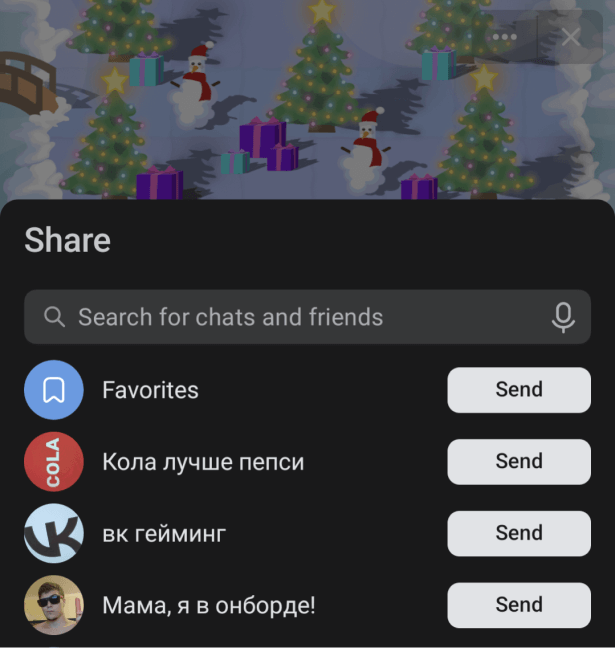 Share
Search for chats and friends
Favorites
Send
COLA
Кола лучше пепси
Send
вк гейминг
Send
Мама, я в онборде!
Send